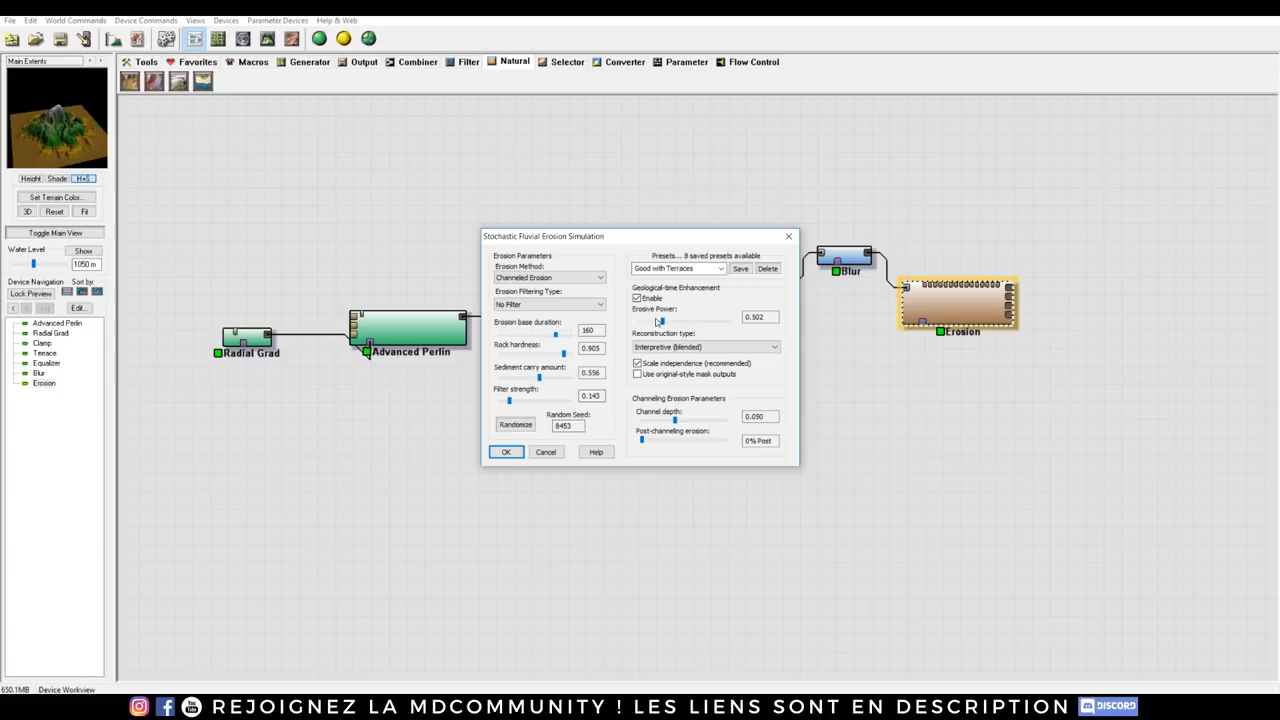 File Edit World Commands Device Commands Views Devices Parameter Devices Help & Web
Main Extents
Tools Favorites Macros Generator Output Combiner Filter Natural Selector Converter Parameter Flow Control
Height Shade H+S
Set Terrain Color...
3D Reset Fit
Toggle Main View
Water Level Show
1050 m
Device Navigation Sort by:
Lock Preview
Edit...
Advanced Perlin
Radial Grad
Clamp
Terrace
Equalizer
Blur
Erosion
Radial Grad
Advanced Perlin
Blur
Erosion
Stochastic Fluvial Erosion Simulation
Erosion Parameters
Erosion Method:
Channeled Erosion
Erosion Filtering Type:
No Filter
Erosion base duration: 160
Rock hardness: 0.905
Sediment carry amount: 0.556
Filter strength: 0.143
Random Seed:
Randomize 8453
OK Cancel Help
Presets... 8 saved presets available
Good with Terraces Save Delete
Geological-time Enhancement
Enable
Erosive Power: 0.502
Reconstruction type:
Interpretive (blended)
Scale independence (recommended)
Use original-style mask outputs
Channeling Erosion Parameters
Channel depth: 0.050
Post-channeling erosion: 0% Post
650.1MB Device Workview
REJOIGNEZ LA MDCOMMUNITY ! LES LIENS SONT EN DESCRIPTION DISCORD